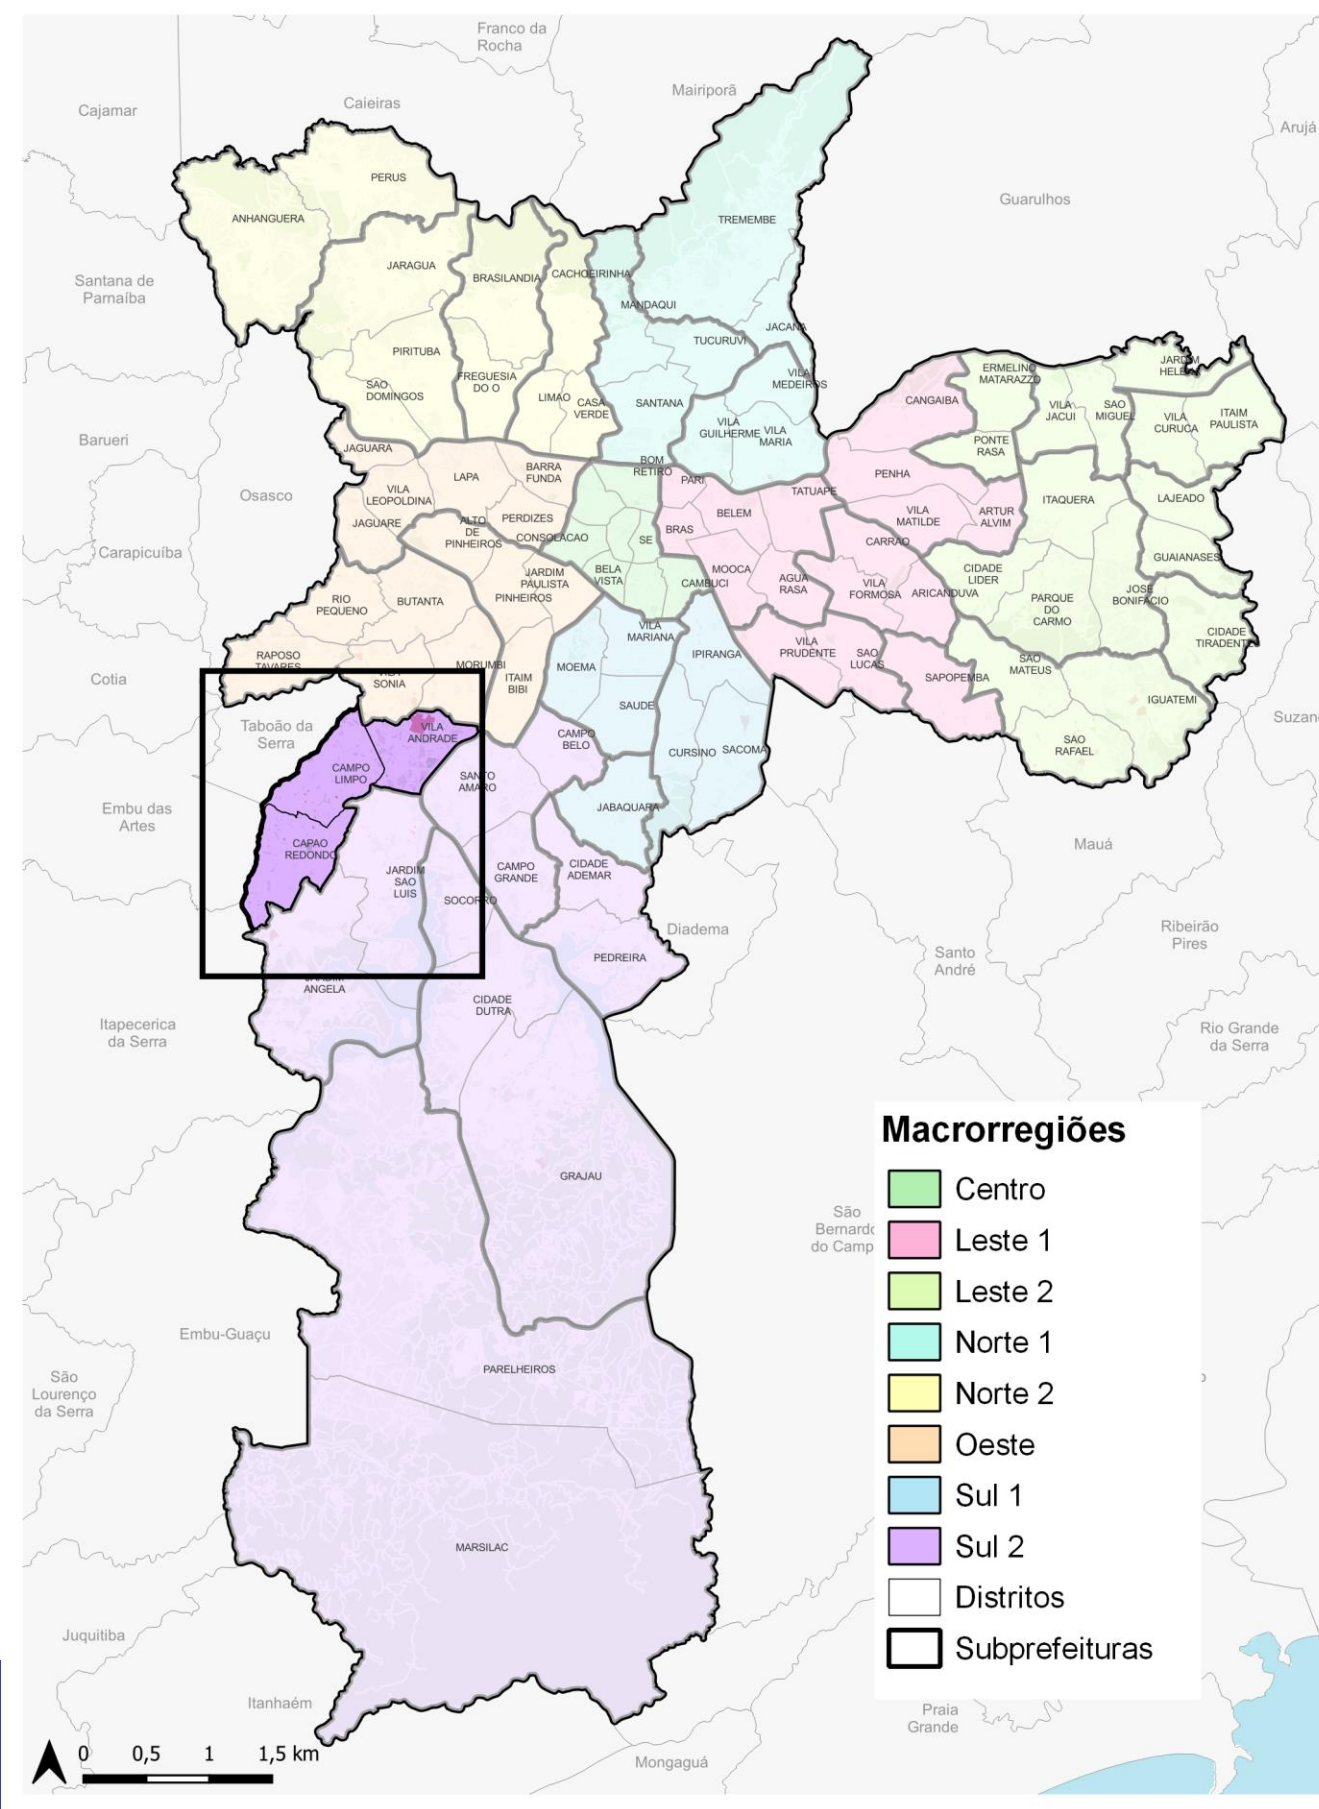 Franco da
Rocha
Mairiporã
Caieiras
Cajamar
Arujá
PERUS
Guarulhos
ANHANGUERA
TREMEMBE
JARAGUA
BRASILANDIA
CACHOEIRINHA
Santana de
Parnaíba
MANDAQUI
JACANA
TUCURUVI
PIRITUBA
FREGUESIA
DO O
SAO
DOMINGOS
LIMAO
CASA
VERDE
SANTANA
VILA
MEDEIROS
CANGAIBA
ERMELINO
MATARAZZO
JARDIM
HELENA
VILA
JACUI
SAO
MIGUEL
VILA
CURUCA
ITAIM
PAULISTA
VILA
GUILHERME
VILA
MARIA
Barueri
JAGUARA
PONTE
RASA
BOM
RETIRO
LAPA
BARRA
FUNDA
PARI
TATUAPE
PENHA
Osasco
VILA
LEOPOLDINA
ITAQUERA
LAJEADO
JAGUARE
ALTO
DE
PINHEIROS
PERDIZES
CONSOLACAO
SE
BRAS
BELEM
VILA
MATILDE
ARTUR
ALVIM
CARRAO
Carapicuíba
GUAIANASES
BELA
VISTA
CAMBUCI
MOOCA
AGUA
RASA
VILA
FORMOSA
ARICANDUVA
CIDADE
LIDER
JARDIM
PAULISTA
PINHEIROS
RIO
PEQUENO
BUTANTA
PARQUE
DO
CARMO
JOSE
BONIFACIO
CIDADE
TIRADENTES
VILA
MARIANA
IPIRANGA
VILA
PRUDENTE
SAO
LUCAS
RAPOSO
TAVARES
MORUMBI
MOEMA
SAO
MATEUS
SAPOPEMBA
Cotia
SONIA
ITAIM
BIBI
IGUATEMI
SAUDE
Taboão da
Serra
VILA
ANDRADE
CAMPO
BELO
CURSINO
SACOMA
SAO
RAFAEL
CAMPO
LIMPO
SANTO
AMARO
JABAQUARA
Embu das
Artes
CAPAO
REDONDO
Mauá
JARDIM
SAO
LUIS
CAMPO
GRANDE
CIDADE
ADEMAR
SOCORRO
Diadema
Ribeirão
Pires
Santo
André
PEDREIRA
JARDIM
ANGELA
CIDADE
DUTRA
Itapecerica
da Serra
Rio Grande
da Serra
Macrorregiões
Centro
Leste 1
Leste 2
Norte 1
Norte 2
Oeste
Sul 1
Sul 2
Distritos
Subprefeituras
GRAJAU
São
Bernardo
do Camp
Embu-Guaçu
PARELHEIROS
São
Lourenço
da Serra
MARSILAC
Juquitiba
Itanhaém
Praia
Grande
Mongaguá
0 0,5 1 1,5 km